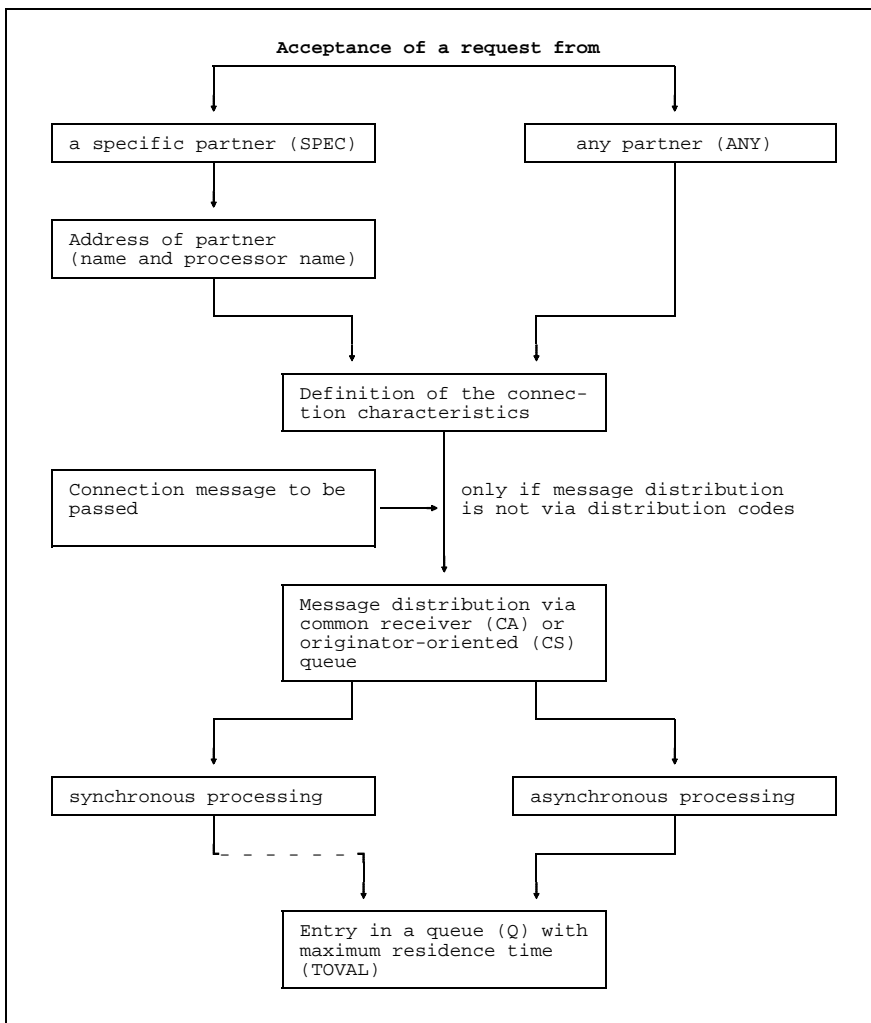 Acceptance of a request from
a specific partner (SPEC)
any partner (ANY)
Address of partner
(name and processor name)
Definition of the connec-
tion characteristics
Connection message to be
passed
only if message distribution
is not via distribution codes
Message distribution via
common receiver (CA) or
originator-oriented (CS)
queue
synchronous processing
asynchronous processing
Entry in a queue (Q) with
maximum residence time
(TOVAL)